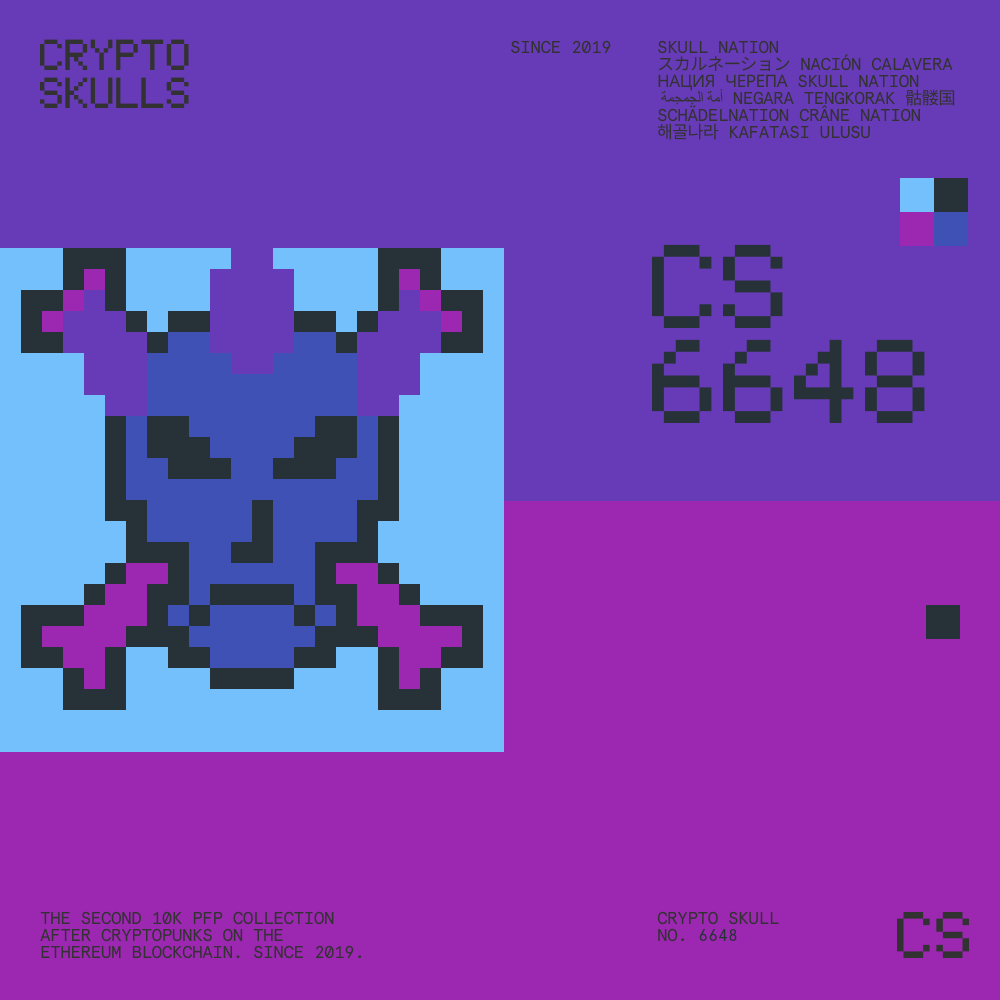 CRYPTO
SKULLS
SINCE 2019
SKULL NATION
スカルネーション NACIÓN CALAVERA
НАЦИЯ ЧЕРЕПА SKULL NATION
أمة الجمجمة NEGARA TENGKORAK 骷髅国
SCHÄDELNATION CRÂNE NATION
해골나라 KAFATASI ULUSU
CS
6648
THE SECOND 10K PFP COLLECTION
AFTER CRYPTOPUNKS ON THE
ETHEREUM BLOCKCHAIN. SINCE 2019.
CRYPTO SKULL
NO. 6648
CS